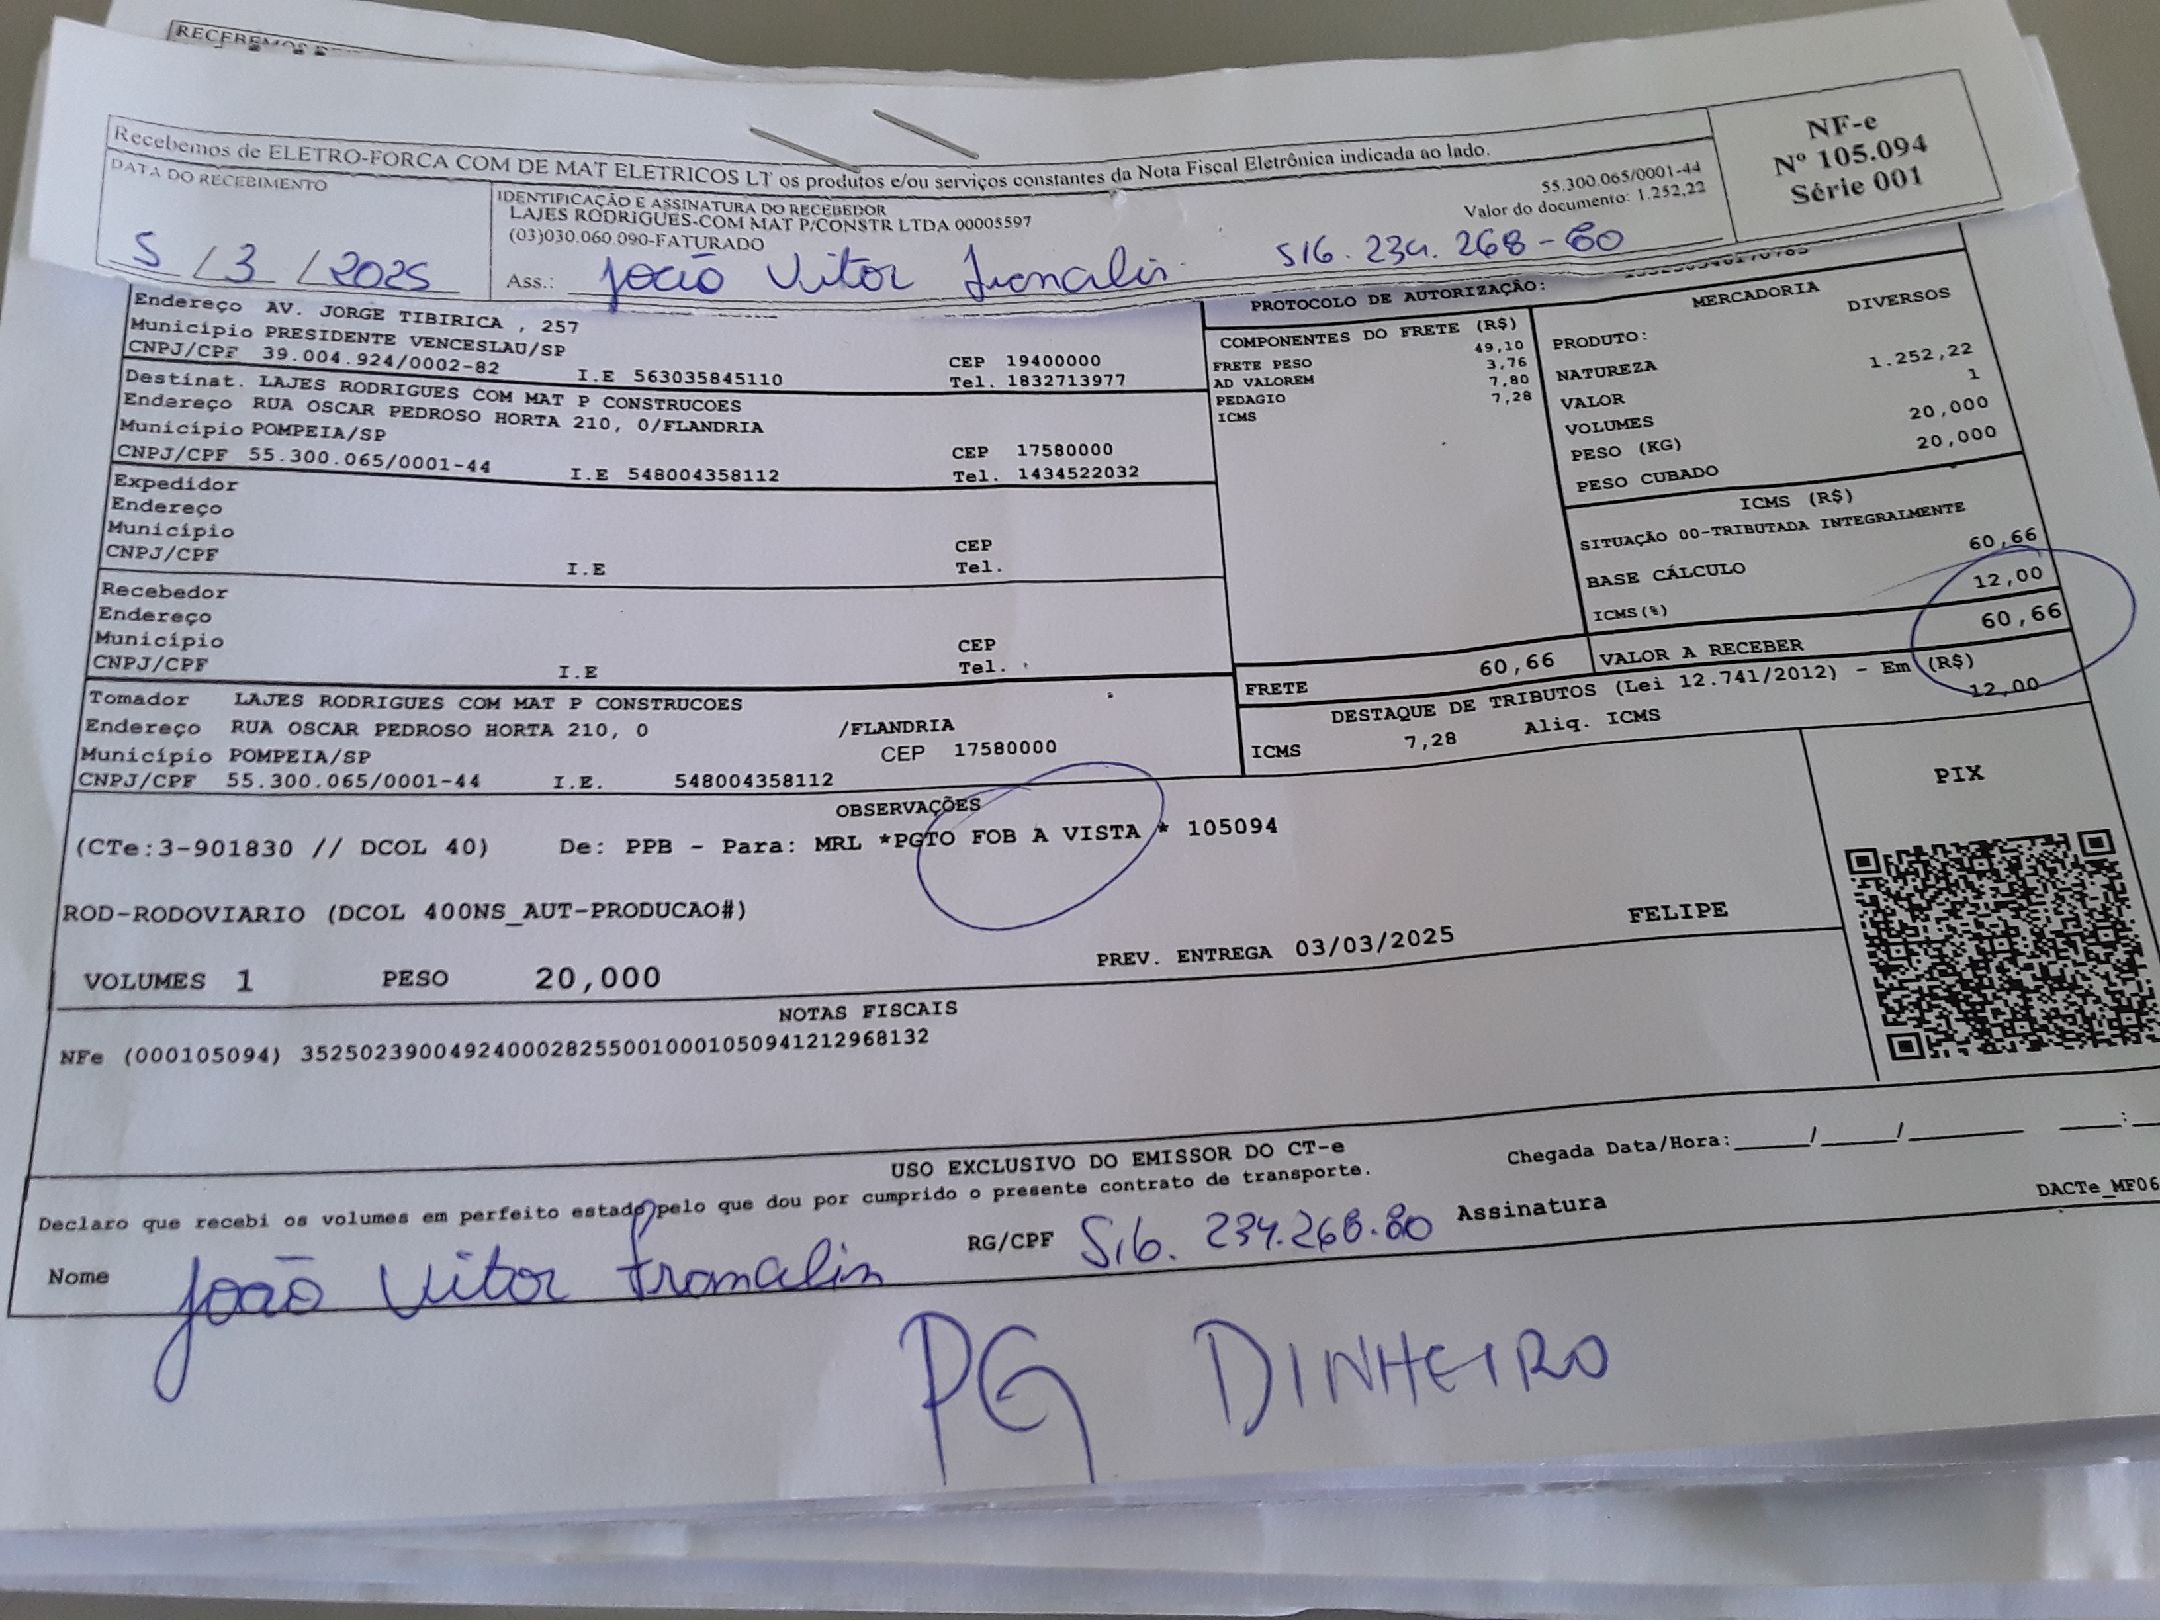 RECEBEMOS
Recebemos de ELETRO-FORCA COM DE MAT ELETRICOS LT os produtos e/ou serviços constantes da Nota Fiscal Eletrônica indicada ao lado.
NF-e
Nº 105.094
Série 001
DATA DO RECEBIMENTO
5 / 3 / 2025
IDENTIFICAÇÃO E ASSINATURA DO RECEBEDOR
LAJES RODRIGUES-COM MAT P/CONSTR LTDA 00005597
(03)030.060.090-FATURADO
55.300.065/0001-44
Valor do documento: 1.252,22
Ass.: João Vitor 516.234.268-80
PROTOCOLO DE AUTORIZAÇÃO:
Endereço AV. JORGE TIBIRICA , 257
Município PRESIDENTE VENCESLAU/SP CEP 19400000
CNPJ/CPF 39.004.924/0002-82 I.E 563035845110 Tel. 1832713977
Destinat. LAJES RODRIGUES COM MAT P CONSTRUCOES
Endereço RUA OSCAR PEDROSO HORTA 210, 0/FLANDRIA
Município POMPEIA/SP CEP 17580000
CNPJ/CPF 55.300.065/0001-44 I.E 548004358112 Tel. 1434522032
Expedidor
Endereço
Município CEP
CNPJ/CPF I.E Tel.
Recebedor
Endereço
Município CEP
CNPJ/CPF I.E Tel.
Tomador LAJES RODRIGUES COM MAT P CONSTRUCOES
Endereço RUA OSCAR PEDROSO HORTA 210, 0 /FLANDRIA
Município POMPEIA/SP CEP 17580000
CNPJ/CPF 55.300.065/0001-44 I.E. 548004358112
COMPONENTES DO FRETE (R$)
FRETE PESO 49,10
AD VALOREM 3,76
PEDAGIO 7,80
ICMS 7,28
MERCADORIA
PRODUTO: DIVERSOS
NATUREZA
VALOR 1.252,22
VOLUMES 1
PESO (KG) 20,000
PESO CUBADO 20,000
ICMS (R$)
SITUAÇÃO 00-TRIBUTADA INTEGRALMENTE
BASE CÁLCULO 60,66
ICMS(%) 12,00
FRETE 60,66 VALOR A RECEBER 60,66
DESTAQUE DE TRIBUTOS (Lei 12.741/2012) - Em (R$)
ICMS 7,28 Aliq. ICMS 12,00
OBSERVAÇÕES
(CTe:3-901830 // DCOL 40) De: PPB - Para: MRL *PGTO FOB A VISTA * 105094
ROD-RODOVIARIO (DCOL 400NS_AUT-PRODUCAO#)
FELIPE
VOLUMES 1 PESO 20,000 PREV. ENTREGA 03/03/2025
PIX
NOTAS FISCAIS
NFe (000105094) 35250239004924000282550010001050941212968132
USO EXCLUSIVO DO EMISSOR DO CT-e
Declaro que recebi os volumes em perfeito estado pelo que dou por cumprido o presente contrato de transporte.
Chegada Data/Hora:____/____/______ ___:
DACTe_MF06
Nome João Vitor RG/CPF 516.234.268.80 Assinatura
PG DINHEIRO